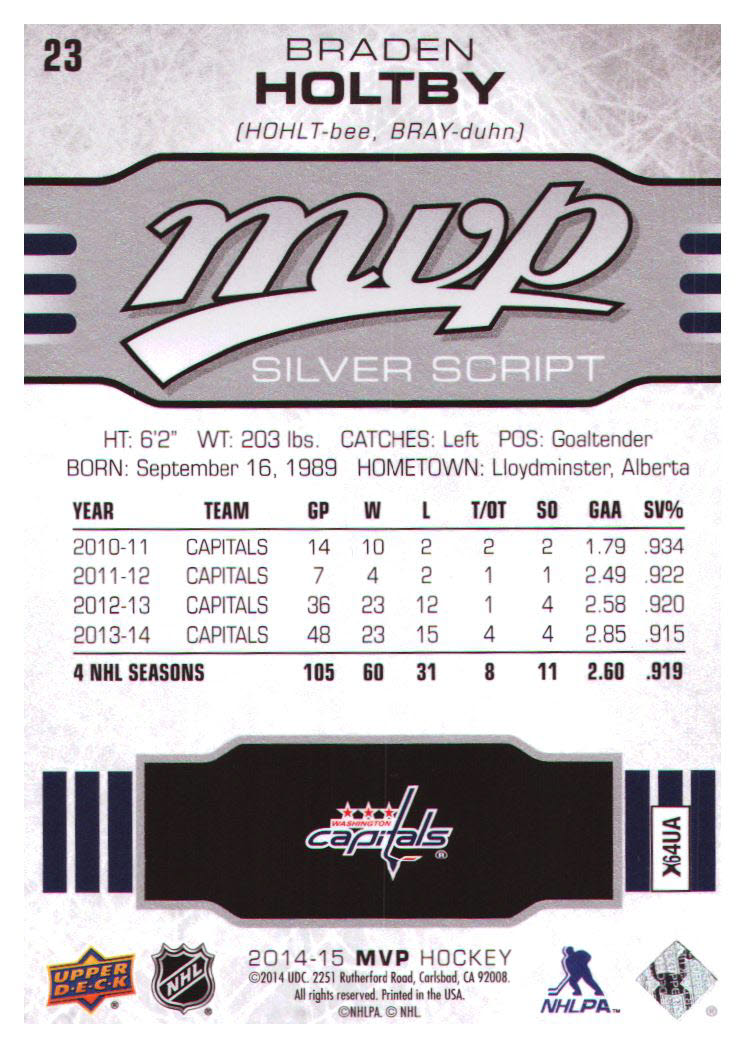 23
BRADEN
HOLTBY
(HOHLT-bee, BRAY-duhn)
mvp
SILVER SCRIPT
HT: 6'2" WT: 203 lbs. CATCHES: Left POS: Goaltender
BORN: September 16, 1989 HOMETOWN: Lloydminster, Alberta
YEAR TEAM GP W L T/OT SO GAA SV%
2010-11 CAPITALS 14 10 2 2 2 1.79 .934
2011-12 CAPITALS 7 4 2 1 1 2.49 .922
2012-13 CAPITALS 36 23 12 1 4 2.58 .920
2013-14 CAPITALS 48 23 15 4 4 2.85 .915
4 NHL SEASONS 105 60 31 8 11 2.60 .919
WASHINGTON
capitals®
X64UA
UPPER
D·E·C·K®
NHL®
2014-15 MVP HOCKEY
©2014 UDC. 2251 Rutherford Road, Carlsbad, CA 92008.
All rights reserved. Printed in the USA.
©NHLPA. © NHL.
NHLPA™
®